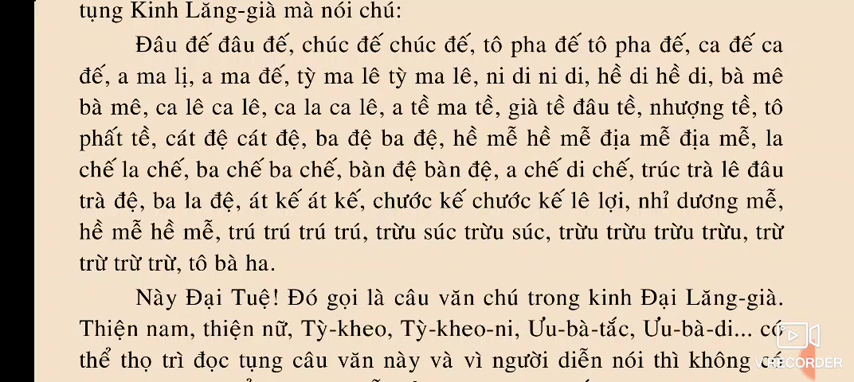 tụng Kinh Lăng-già mà nói chú:
Đâu đế đâu đế, chúc đế chúc đế, tô pha đế tô pha đế, ca đế ca
đế, a ma lị, a ma đế, tỳ ma lê tỳ ma lê, ni di ni di, hề di hề di, bà mê
bà mê, ca lê ca lê, ca la ca lê, a tề ma tề, già tề đâu tề, nhượng tề, tô
phất tề, cát đệ cát đệ, ba đệ ba đệ, hề mễ hề mễ địa mễ địa mễ, la
chế la chế, ba chế ba chế, bàn đệ bàn đệ, a chế di chế, trúc trà lê đâu
trà đệ, ba la đệ, át kế át kế, chước kế chước kế lê lợi, nhỉ dương mễ,
hề mễ hề mễ, trú trú trú trú, trừu súc trừu súc, trừu trừu trừu trừu, trừ
trừ trừ trừ, tô bà ha.
Này Đại Tuệ! Đó gọi là câu văn chú trong kinh Đại Lăng-già.
Thiện nam, thiện nữ, Tỳ-kheo, Tỳ-kheo-ni, Ưu-bà-tắc, Ưu-bà-di... có
thể thọ trì đọc tụng câu văn này và vì người diễn nói thì không có
RECORDER